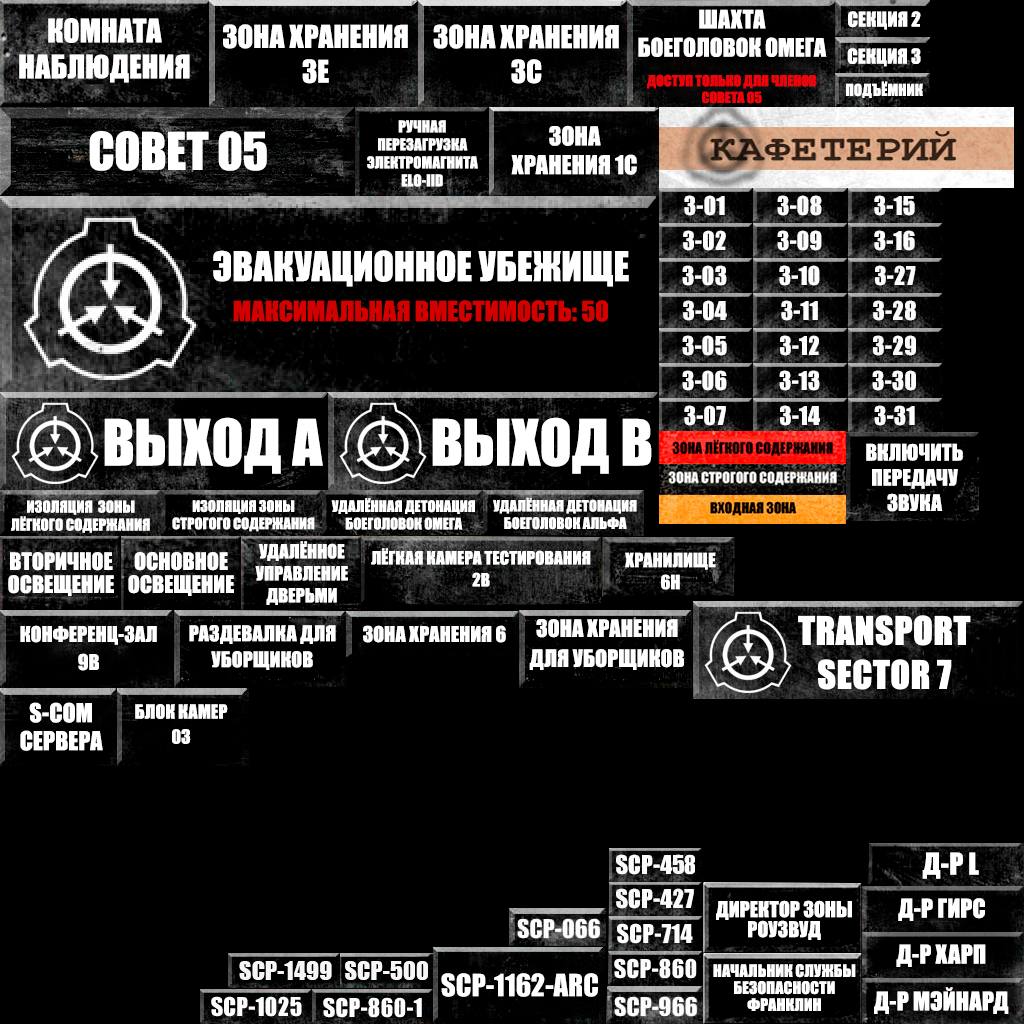 КОМНАТА
НАБЛЮДЕНИЯ
ЗОНА ХРАНЕНИЯ
3E
ЗОНА ХРАНЕНИЯ
3C
ШАХТА
БОЕГОЛОВОК ОМЕГА
ДОСТУП ТОЛЬКО ДЛЯ ЧЛЕНОВ
СОВЕТА 05
СЕКЦИЯ 2
СЕКЦИЯ 3
ПОДЪЁМНИК
СОВЕТ 05
РУЧНАЯ
ПЕРЕЗАГРУЗКА
ЭЛЕКТРОМАГНИТА
ELO-IID
ЗОНА
ХРАНЕНИЯ 1C
КАФЕТЕРИЙ
ЭВАКУАЦИОННОЕ УБЕЖИЩЕ
МАКСИМАЛЬНАЯ ВМЕСТИМОСТЬ: 50
3-01 3-08 3-15
3-02 3-09 3-16
3-03 3-10 3-27
3-04 3-11 3-28
3-05 3-12 3-29
3-06 3-13 3-30
3-07 3-14 3-31
ВЫХОД A
ВЫХОД B
ЗОНА ЛЁГКОГО СОДЕРЖАНИЯ
ЗОНА СТРОГОГО СОДЕРЖАНИЯ
ВХОДНАЯ ЗОНА
ВКЛЮЧИТЬ
ПЕРЕДАЧУ
ЗВУКА
ИЗОЛЯЦИЯ ЗОНЫ
ЛЁГКОГО СОДЕРЖАНИЯ
ИЗОЛЯЦИЯ ЗОНЫ
СТРОГОГО СОДЕРЖАНИЯ
УДАЛЁННАЯ ДЕТОНАЦИЯ
БОЕГОЛОВОК ОМЕГА
УДАЛЁННАЯ ДЕТОНАЦИЯ
БОЕГОЛОВОК АЛЬФА
ВТОРИЧНОЕ
ОСВЕЩЕНИЕ
ОСНОВНОЕ
ОСВЕЩЕНИЕ
УДАЛЁННОЕ
УПРАВЛЕНИЕ
ДВЕРЬМИ
ЛЁГКАЯ КАМЕРА ТЕСТИРОВАНИЯ
2B
ХРАНИЛИЩЕ
6H
КОНФЕРЕНЦ-ЗАЛ
9B
РАЗДЕВАЛКА ДЛЯ
УБОРЩИКОВ
ЗОНА ХРАНЕНИЯ 6
ЗОНА ХРАНЕНИЯ
ДЛЯ УБОРЩИКОВ
TRANSPORT
SECTOR 7
S-COM
СЕРВЕРА
БЛОК КАМЕР
03
SCP-458
SCP-427
SCP-714
SCP-860
SCP-966
SCP-066
SCP-1499
SCP-500
SCP-1025
SCP-860-1
SCP-1162-ARC
ДИРЕКТОР ЗОНЫ
РОУЗВУД
НАЧАЛЬНИК СЛУЖБЫ
БЕЗОПАСНОСТИ
ФРАНКЛИН
Д-Р L
Д-Р ГИРС
Д-Р ХАРП
Д-Р МЭЙНАРД